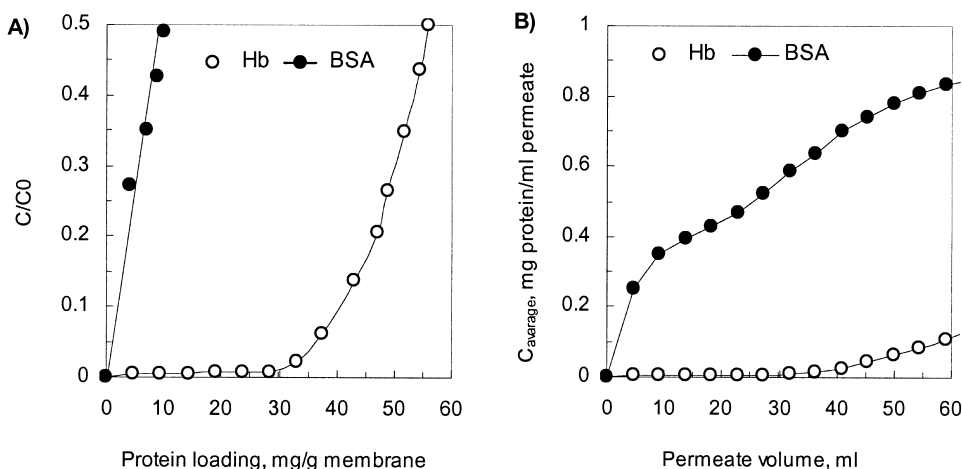 A)
0.5
0.4
0.3
0.2
0.1
0
C/C0
Hb BSA
0 10 20 30 40 50 60
Protein loading, mg/g membrane
B)
1
0.8
0.6
0.4
0.2
0
Cavarage, mg protein/ml permeate
Hb BSA
0 10 20 30 40 50 60
Permeate volume, ml